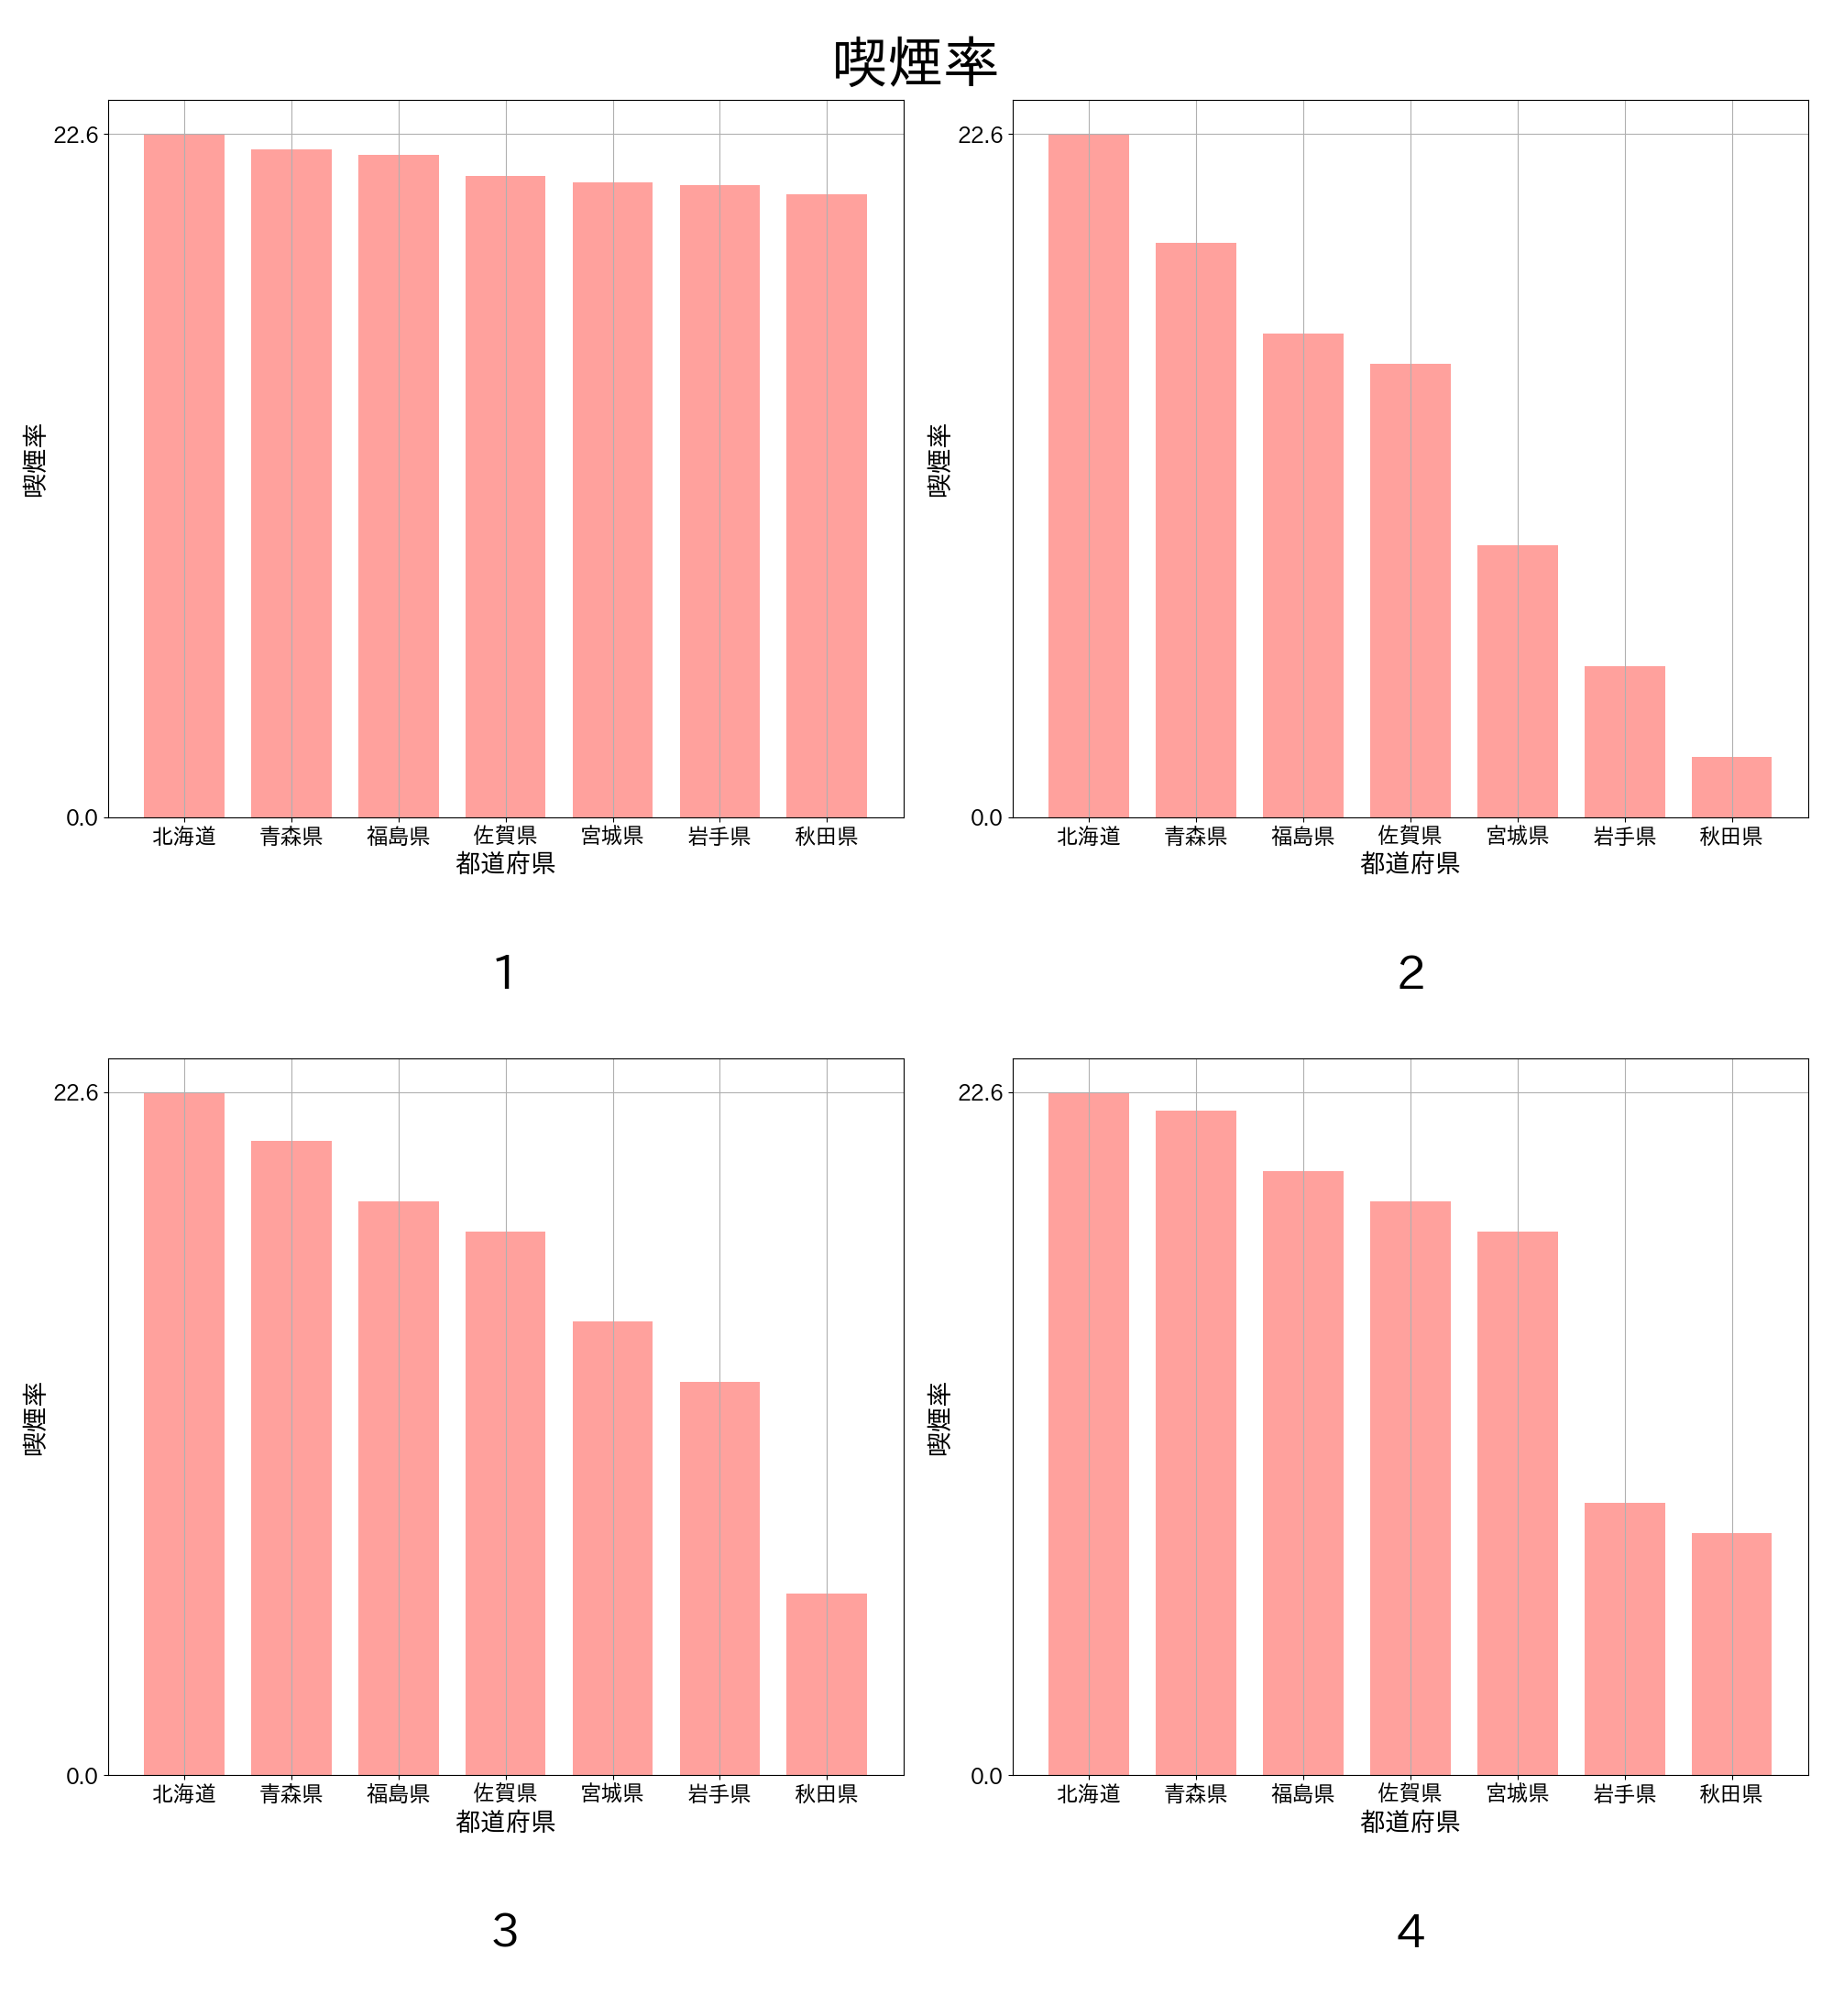 喫煙率
22.6
0.0
喫煙率
北海道 青森県 福島県 佐賀県 宮城県 岩手県 秋田県
都道府県
1
22.6
0.0
喫煙率
北海道 青森県 福島県 佐賀県 宮城県 岩手県 秋田県
都道府県
2
22.6
0.0
喫煙率
北海道 青森県 福島県 佐賀県 宮城県 岩手県 秋田県
都道府県
3
22.6
0.0
喫煙率
北海道 青森県 福島県 佐賀県 宮城県 岩手県 秋田県
都道府県
4